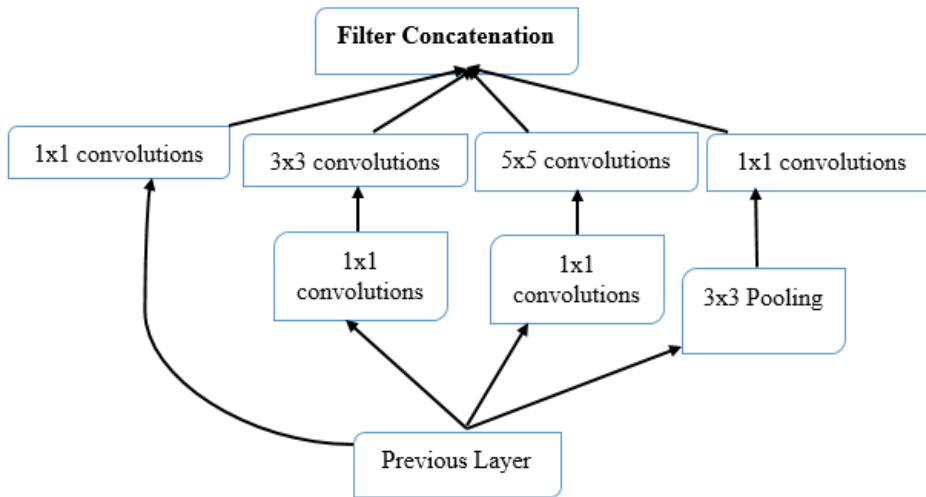 Filter Concatenation
1x1 convolutions
3x3 convolutions
5x5 convolutions
1x1 convolutions
1x1
convolutions
1x1
convolutions
3x3 Pooling
Previous Layer